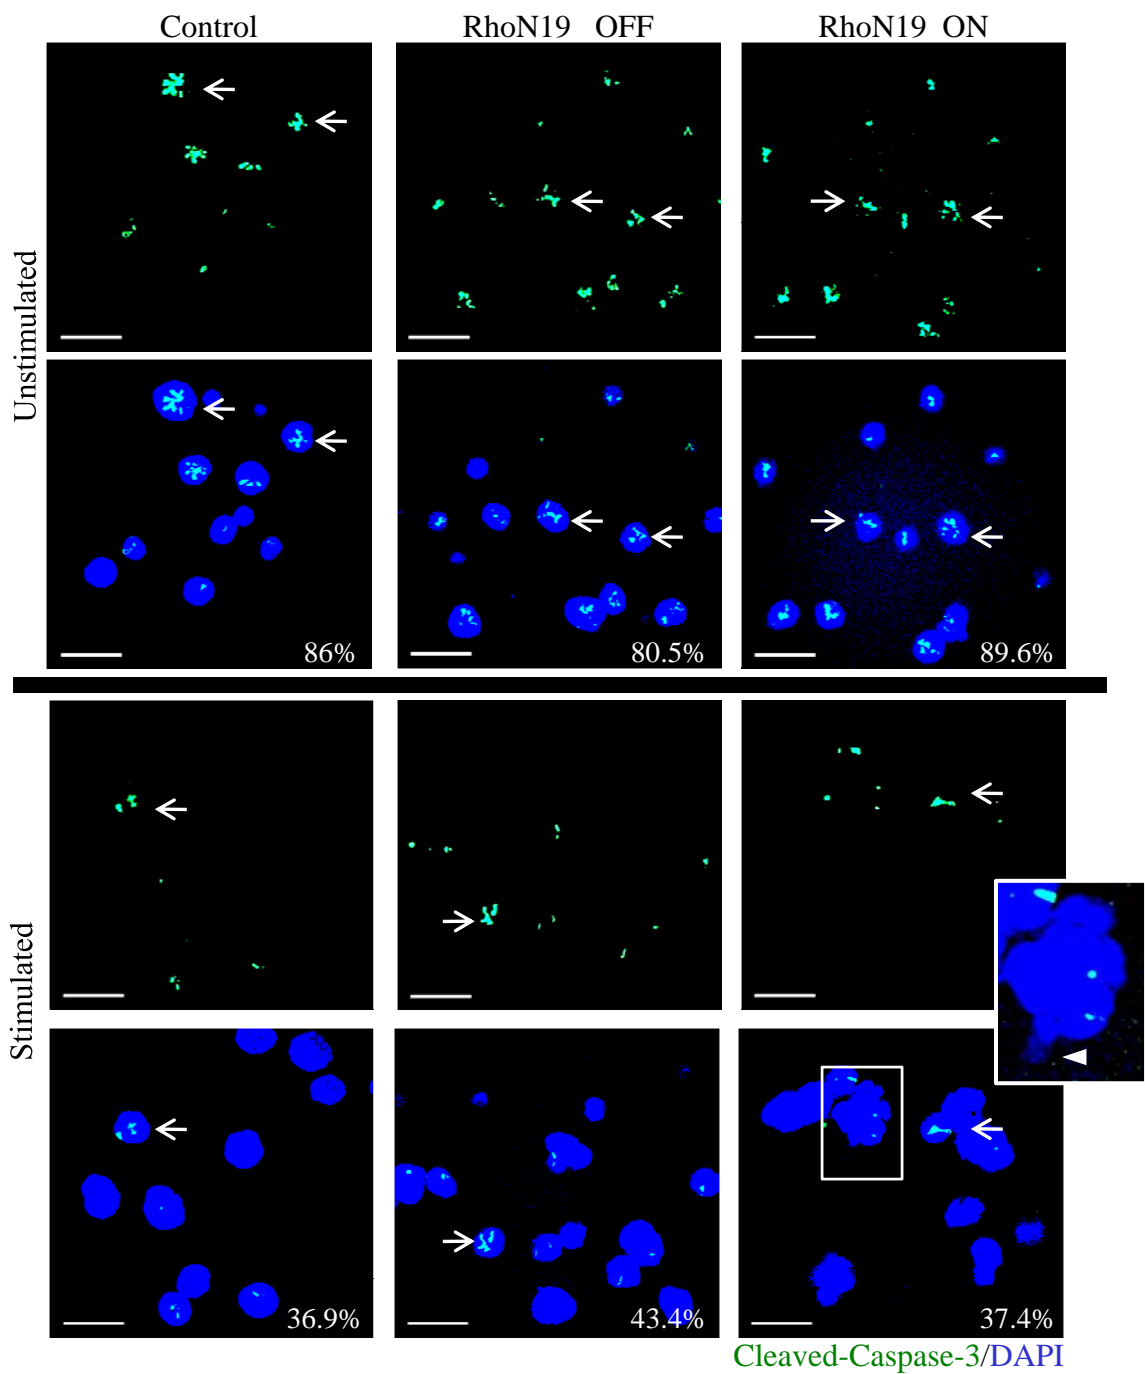 Control
RhoN19 OFF
RhoN19 ON
Unstimulated
86%
80.5%
89.6%
Stimulated
36.9%
43.4%
37.4%
Cleaved-Caspase-3/DAPI